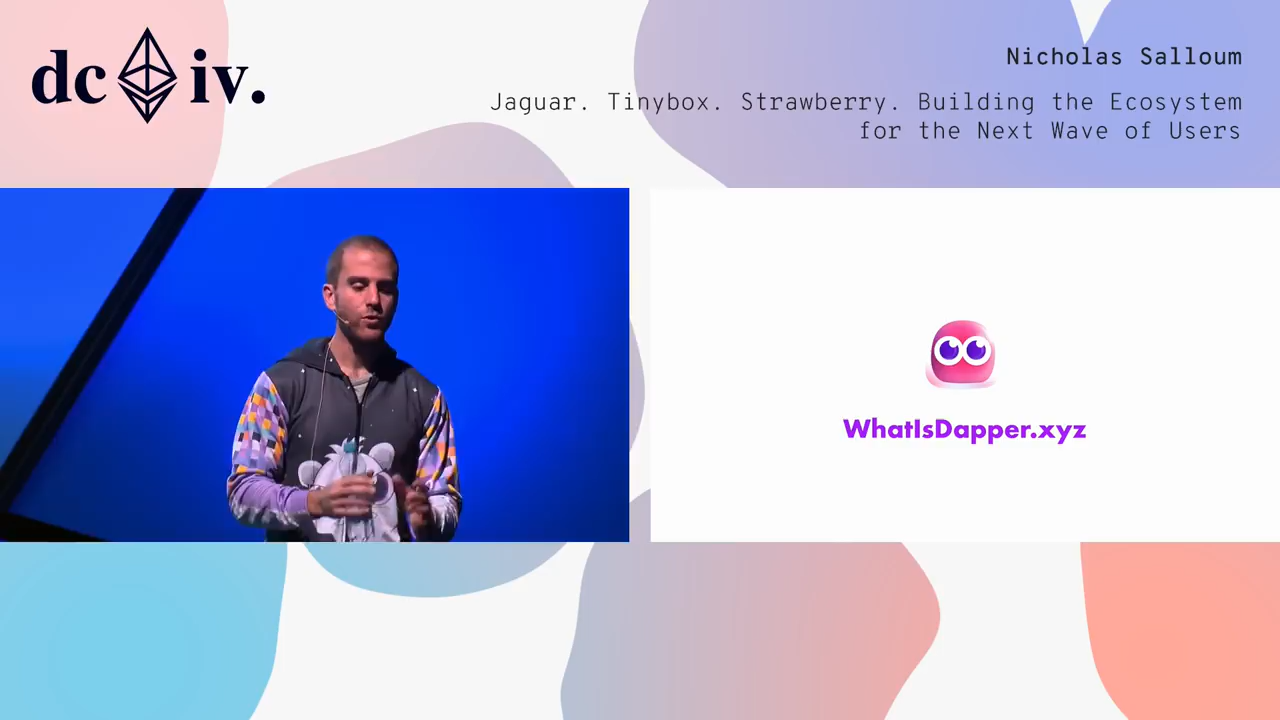 dc iv.
Nicholas Salloum
Jaguar. Tinybox. Strawberry. Building the Ecosystem
for the Next Wave of Users
WhatIsDapper.xyz